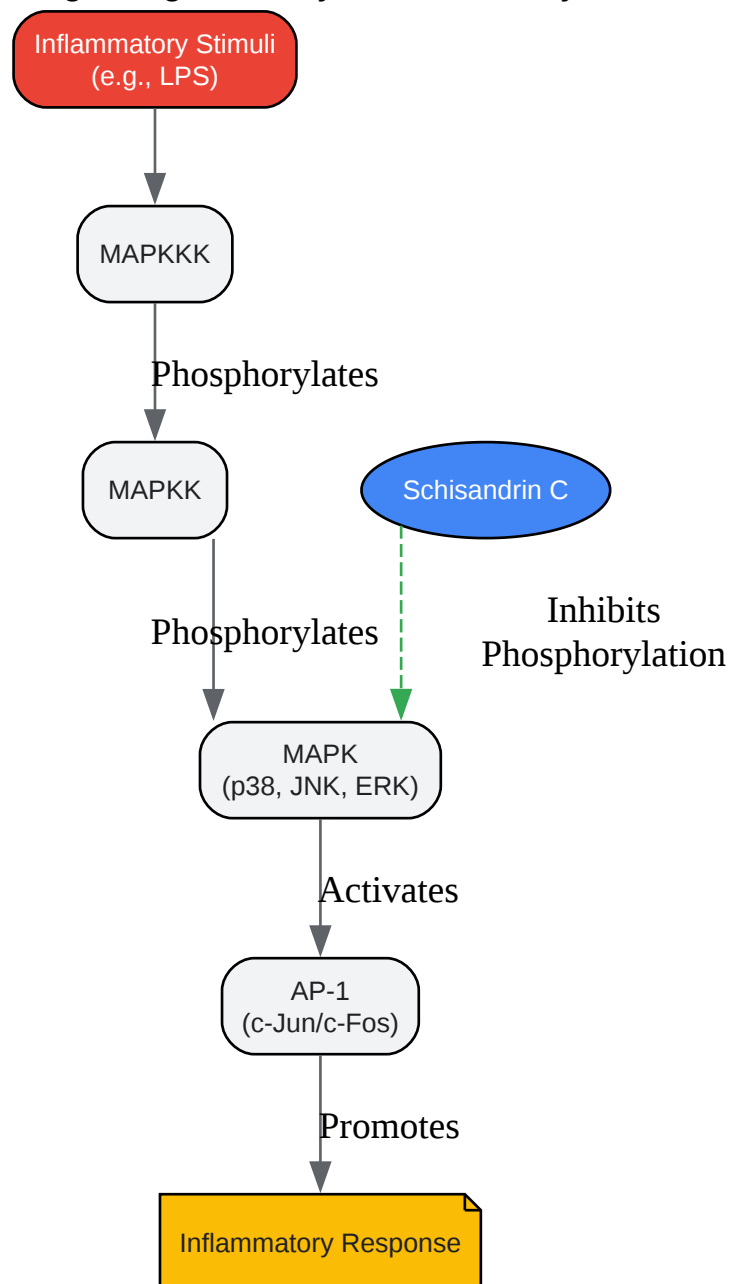 Inflammatory Stimuli
(e.g., LPS)
MAPKKK
Phosphorylates
MAPKK
Schisandrin C
Phosphorylates
Inhibits
Phosphorylation
MAPK
(p38, JNK, ERK)
Activates
AP-1
(c-Jun/c-Fos)
Promotes
Inflammatory Response